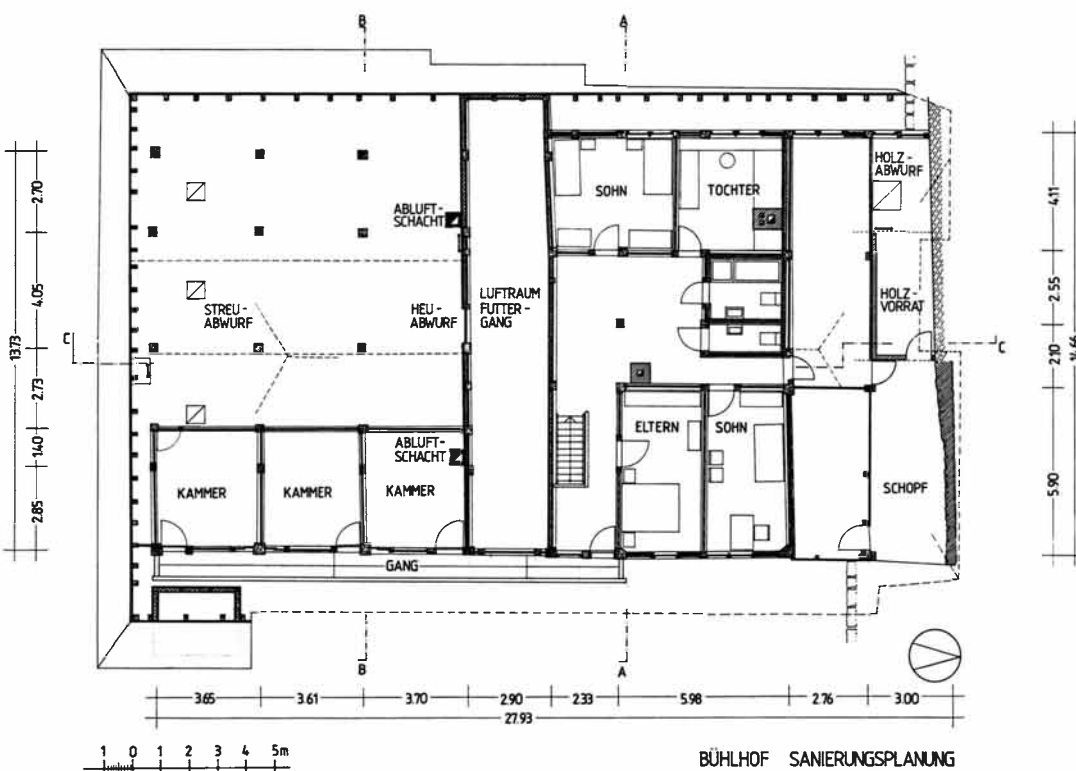 B
A
HOLZ-
ABWURF
SOHN
TOCHTER
ABLUFT-
SCHACHT
2.70
4.11
STREU-
ABWURF
HEU-
ABWURF
LUFTRAUM
FUTTER-
GANG
HOLZ-
VORRAT
4.05
2.55
13.73
C
C
2.10
14.66
2.73
ELTERN
SOHN
1.40
ABLUFT-
SCHACHT
KAMMER
KAMMER
KAMMER
SCHOPF
2.85
5.90
GANG
B
A
3.65
3.61
3.70
2.90
2.33
5.98
2.76
3.00
27.93
1 0 1 2 3 4 5m
BÜHLHOF SANIERUNGSPLANUNG